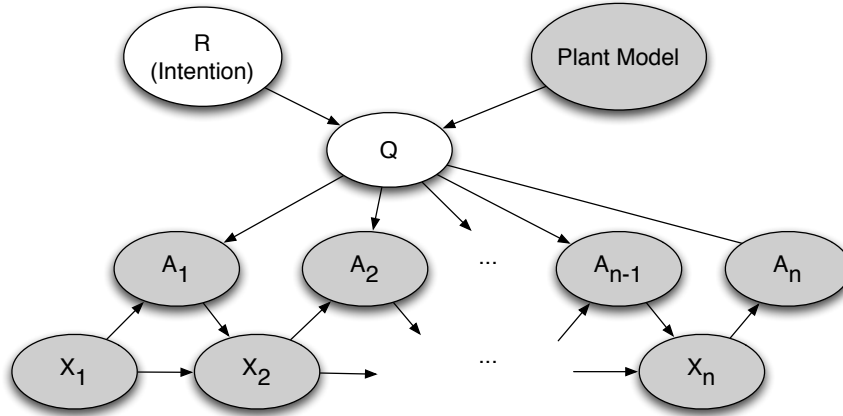 R
(Intention)
Plant Model
Q
A1
A2
...
An-1
An
X1
X2
...
Xn